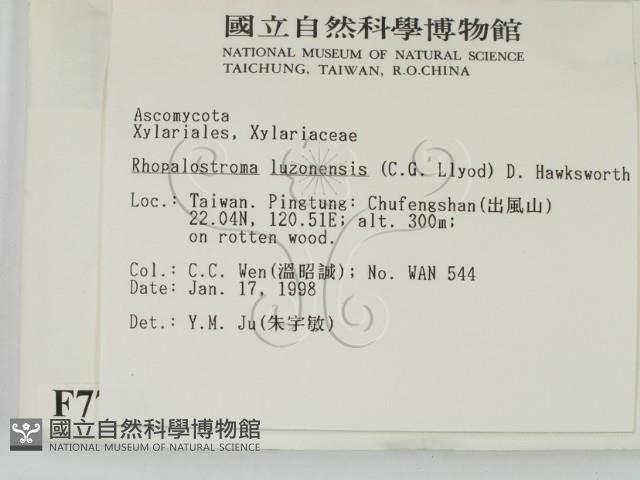 國立自然科學博物館
NATIONAL MUSEUM OF NATURAL SCIENCE
TAICHUNG, TAIWAN, R.O.CHINA
Ascomycota
Xylariales, Xylariaceae
Rhopalostroma luzonensis (C.G. Llyod) D. Hawksworth
Loc.: Taiwan. Pingtung: Chufengshan(出風山)
22.04N, 120.51E; alt. 300m;
on rotten wood.
Col.: C.C. Wen(溫昭誠); No. WAN 544
Date: Jan. 17, 1998
Det.: Y.M. Ju(朱宇敏)
國立自然科學博物館
NATIONAL MUSEUM OF NATURAL SCIENCE